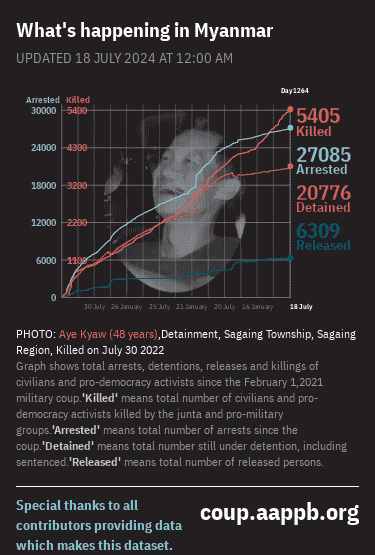 What's happening in Myanmar
UPDATED 18 JULY 2024 AT 12:00 AM
Day1264
Arrested Killed
30000 5400
24000 4300
18000 3200
12000 2200
6000 1100
0
5405
Killed
27085
Arrested
20776
Detained
6309
Released
30 July 26 January 25 July 21 January 20 July 16 January 18 July
PHOTO: Aye Kyaw (48 years),Detainment, Sagaing Township, Sagaing
Region, Killed on July 30 2022
Graph shows total arrests, detentions, releases and killings of
civilians and pro-democracy activists since the February 1,2021
military coup.'Killed' means total number of civilians and pro-
democracy activists killed by the junta and pro-military
groups.'Arrested' means total number of arrests since the
coup.'Detained' means total number still under detention, including
sentenced.'Released' means total number of released persons.
Special thanks to all
contributors providing data
which makes this dataset.
coup.aappb.org